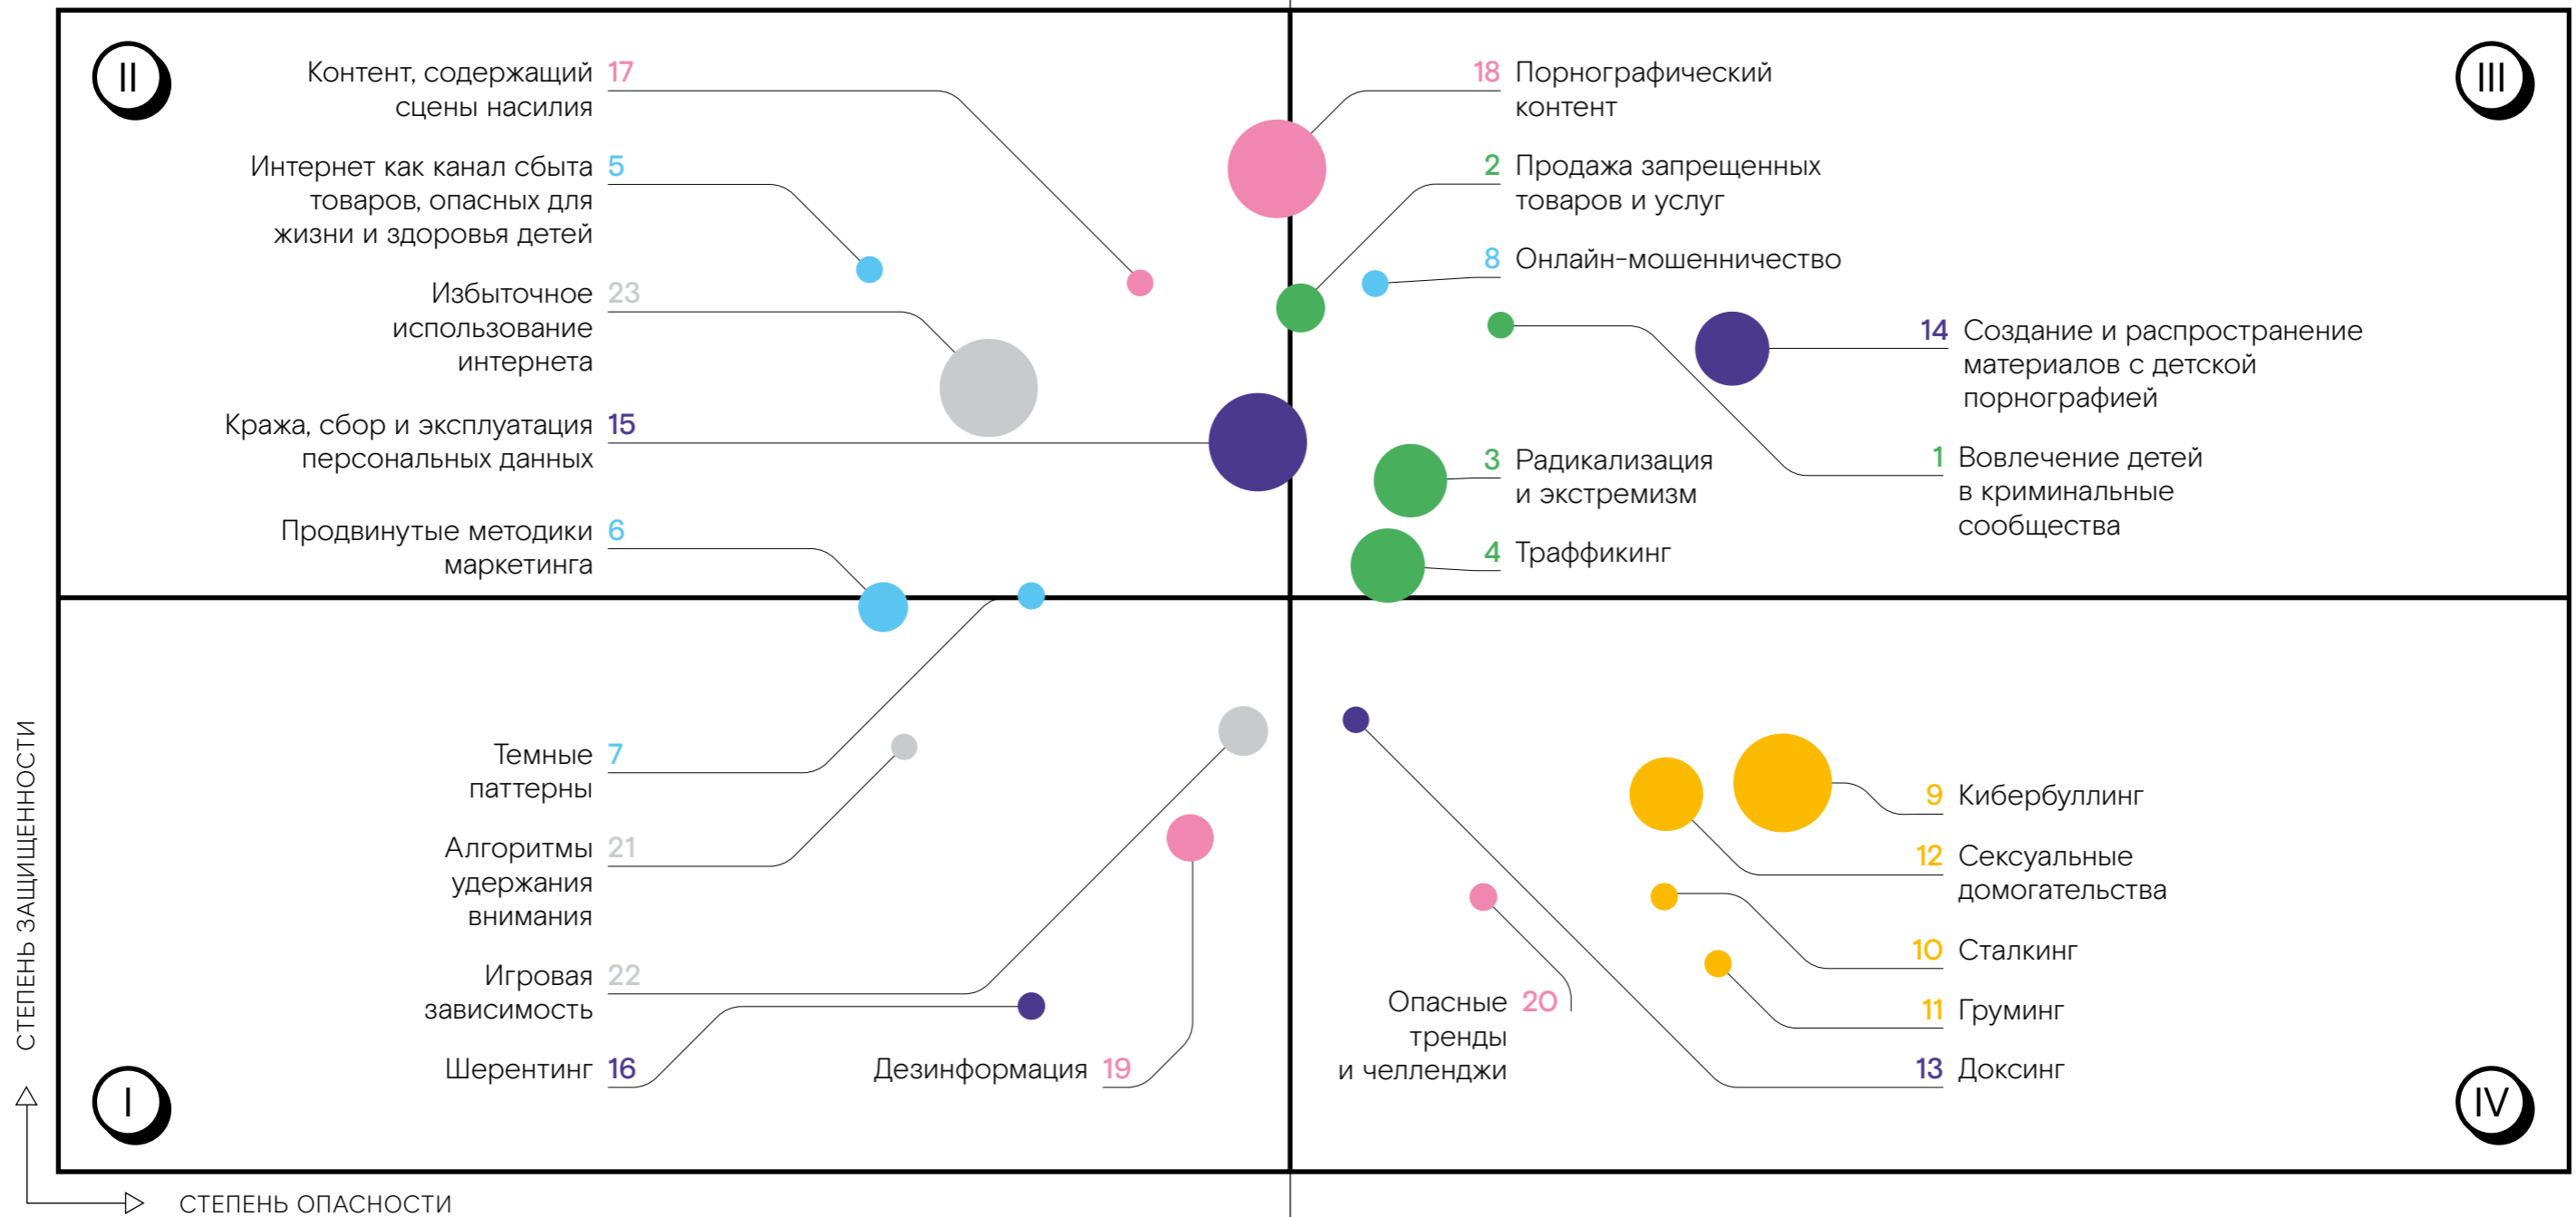 II
Контент, содержащий 17
сцены насилия
Интернет как канал сбыта 5
товаров, опасных для
жизни и здоровья детей
Избыточное 23
использование
интернета
Кража, сбор и эксплуатация 15
персональных данных
Продвинутые методики 6
маркетинга
III
18 Порнографический
контент
2 Продажа запрещенных
товаров и услуг
8 Онлайн-мошенничество
14 Создание и распространение
материалов с детской
порнографией
3 Радикализация
и экстремизм
1 Вовлечение детей
в криминальные
сообщества
4 Траффикинг
Темные 7
паттерны
Алгоритмы 21
удержания
внимания
Игровая 22
зависимость
Шерентинг 16
Дезинформация 19
I
Опасные 20
тренды
и челленджи
9 Кибербуллинг
12 Сексуальные
домогательства
10 Сталкинг
11 Груминг
13 Доксинг
IV
СТЕПЕНЬ ЗАЩИЩЕННОСТИ
СТЕПЕНЬ ОПАСНОСТИ